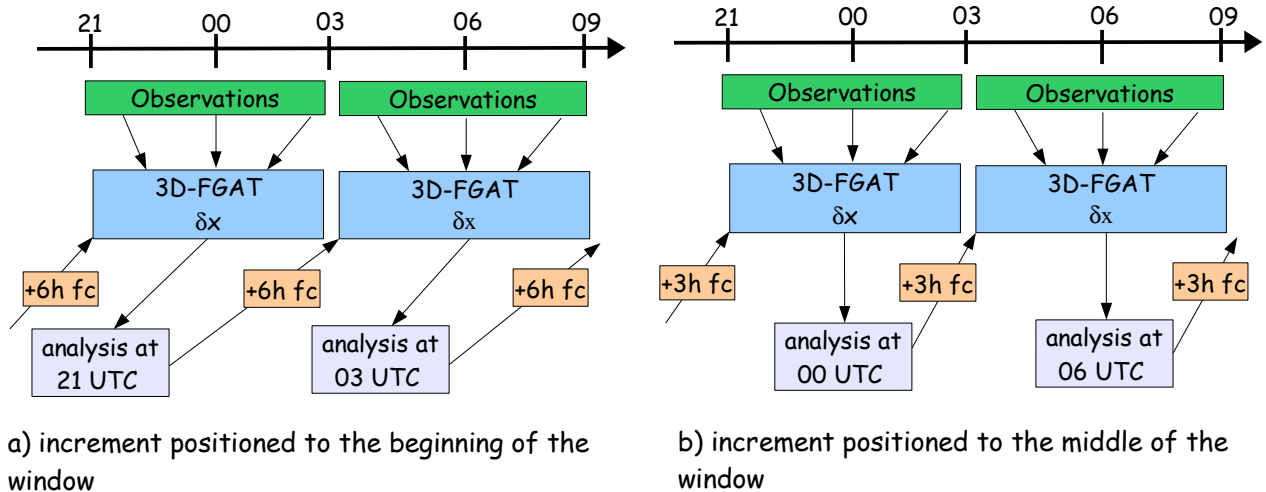 21 00 03 06 09
Observations Observations
3D-FGAT
δx
3D-FGAT
δx
+6h fc +6h fc +6h fc
analysis at
21 UTC
analysis at
03 UTC
a) increment positioned to the beginning of the
window
21 00 03 06 09
Observations Observations
3D-FGAT
δx
3D-FGAT
δx
+3h fc +3h fc +3h fc
analysis at
00 UTC
analysis at
06 UTC
b) increment positioned to the middle of the
window